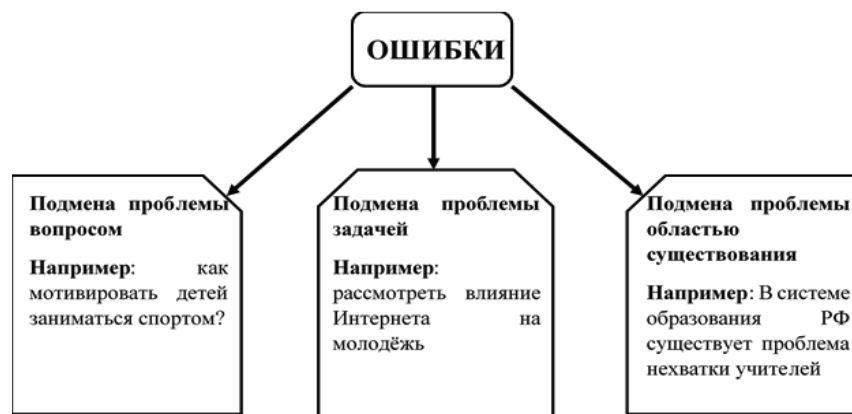 ОШИБКИ
Подмена проблемы
вопросом
Например: как
мотивировать детей
заниматься спортом?
Подмена проблемы
задачей
Например:
рассмотреть влияние
Интернета на
молодёжь
Подмена проблемы
областью
существования
Например: В системе
образования РФ
существует проблема
нехватки учителей